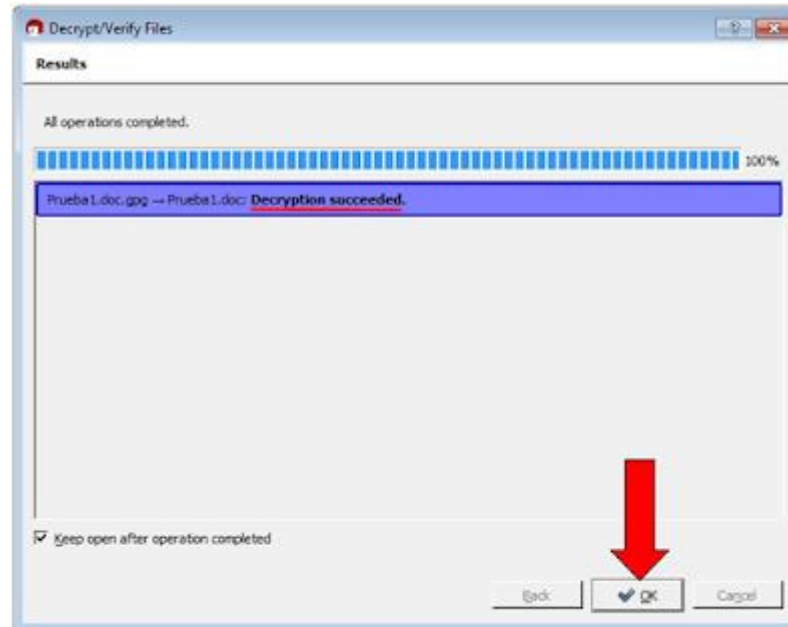 Decrypt/Verify Files
Results
All operations completed.
100%
Prueba1.doc.gpg → Prueba1.doc: Decryption succeeded.
Keep open after operation completed
Back
OK
Cancel